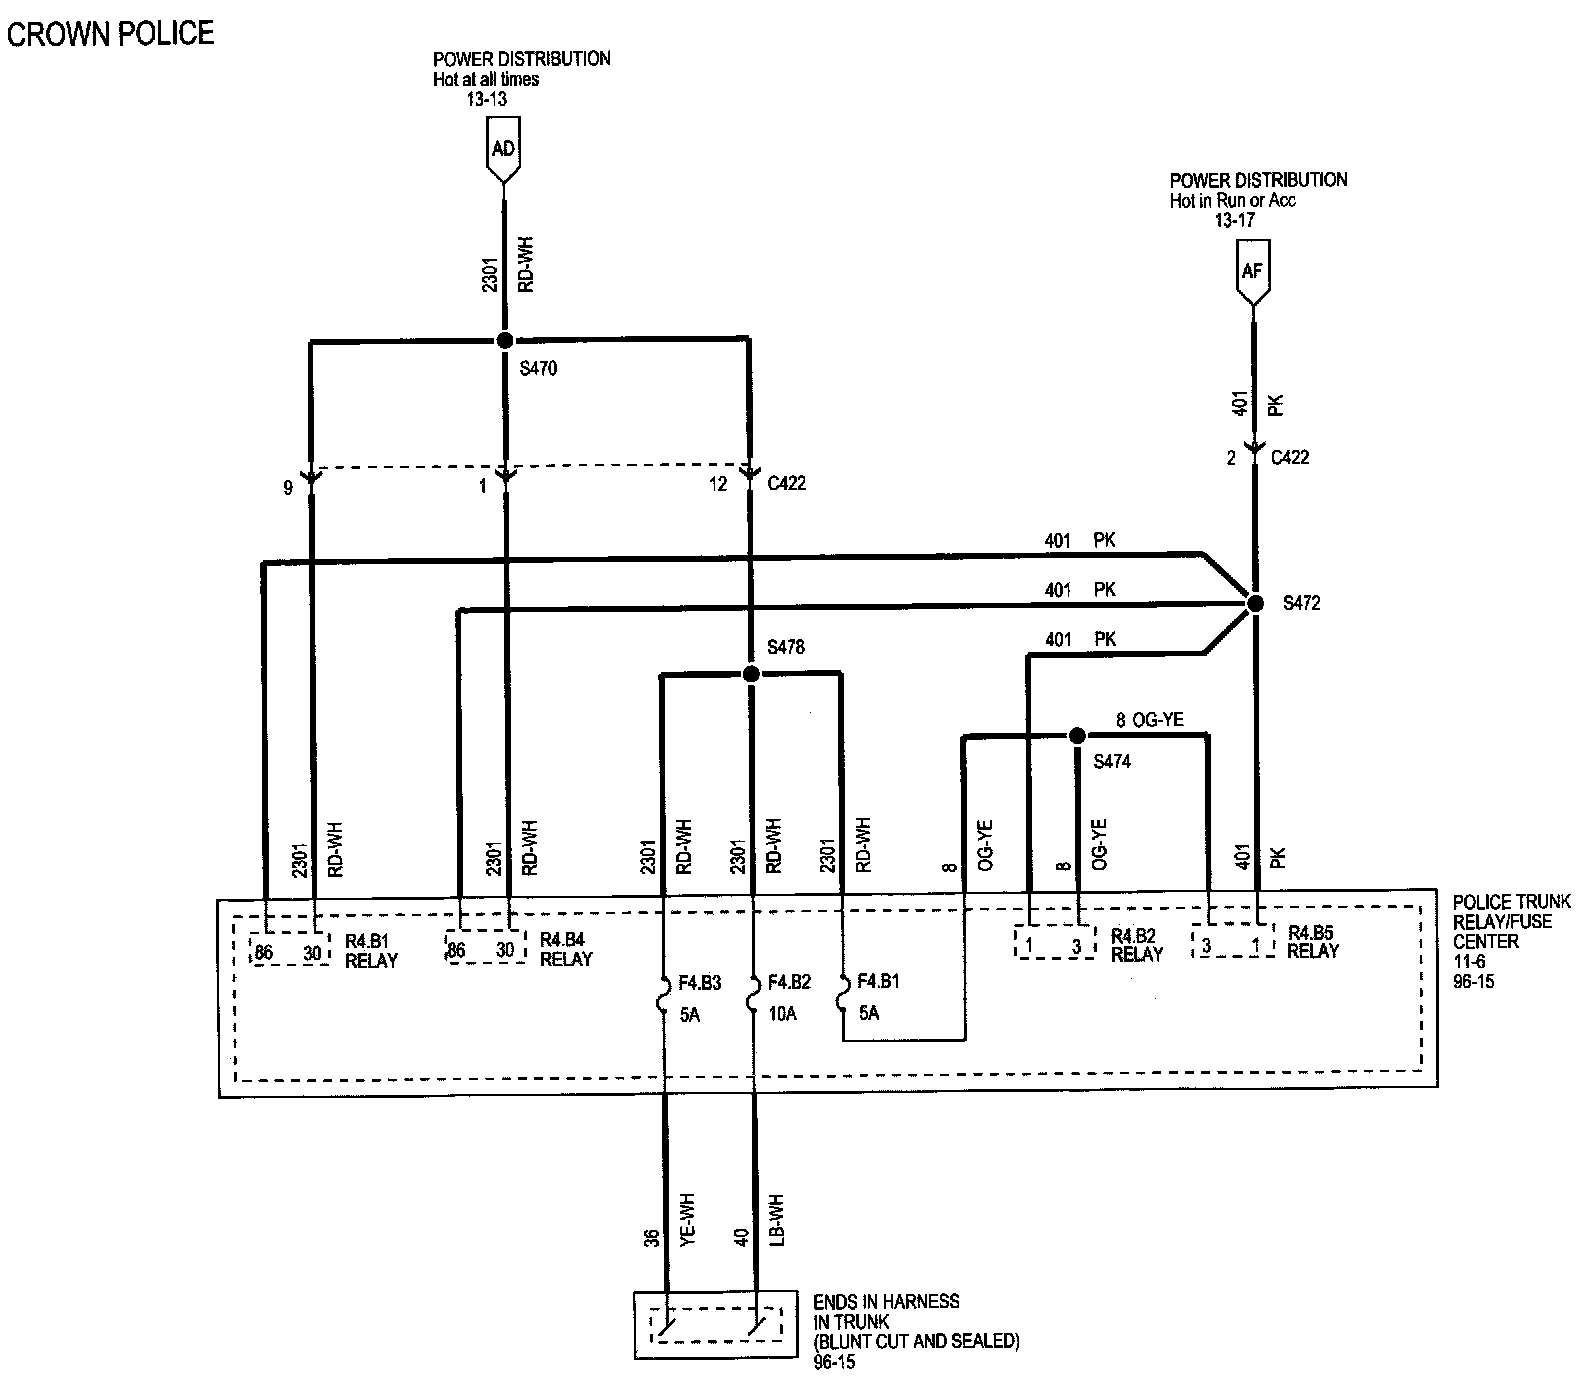 CROWN POLICE
POWER DISTRIBUTION
Hot at all times
13-13
AD
POWER DISTRIBUTION
Hot in Run or Acc
13-17
AF
2301
RD-WH
S470
401
PK
9
1
12
C422
2
C422
401 PK
401 PK
S472
401 PK
S478
8 OG-YE
S474
2301
RD-WH
2301
RD-WH
2301
RD-WH
2301
RD-WH
2301
RD-WH
8
OG-YE
8
OG-YE
401
PK
86
30
R4.B1
RELAY
86
30
R4.B4
RELAY
1
3
R4.B2
RELAY
3
1
R4.B5
RELAY
POLICE TRUNK
RELAY/FUSE
CENTER
11-6
96-15
F4.B3
5A
F4.B2
10A
F4.B1
5A
36
YE-WH
40
LB-WH
ENDS IN HARNESS
IN TRUNK
(BLUNT CUT AND SEALED)
96-15